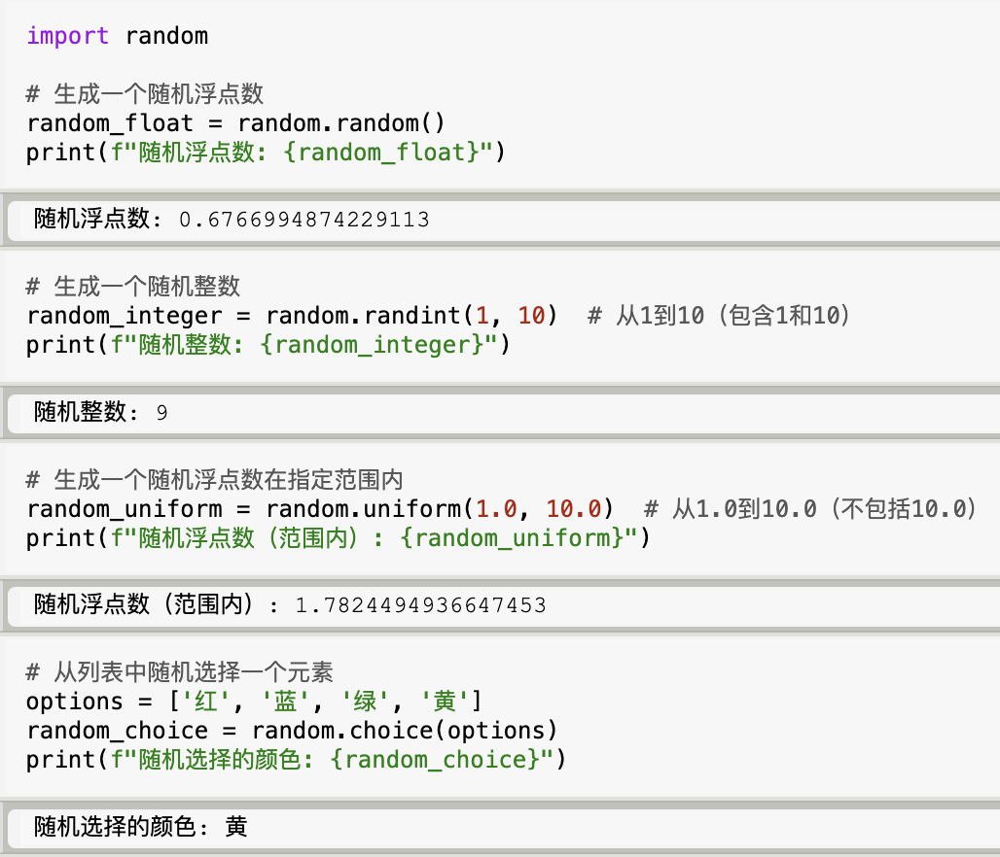 import random
# 生成一个随机浮点数
random_float = random.random()
print(f"随机浮点数: {random_float}")
随机浮点数: 0.6766994874229113
# 生成一个随机整数
random_integer = random.randint(1, 10)  # 从1到10（包含1和10）
print(f"随机整数: {random_integer}")
随机整数: 9
# 生成一个随机浮点数在指定范围内
random_uniform = random.uniform(1.0, 10.0)  # 从1.0到10.0（不包括10.0）
print(f"随机浮点数（范围内）: {random_uniform}")
随机浮点数（范围内）: 1.7824494936647453
# 从列表中随机选择一个元素
options = ['红', '蓝', '绿', '黄']
random_choice = random.choice(options)
print(f"随机选择的颜色: {random_choice}")
随机选择的颜色: 黄